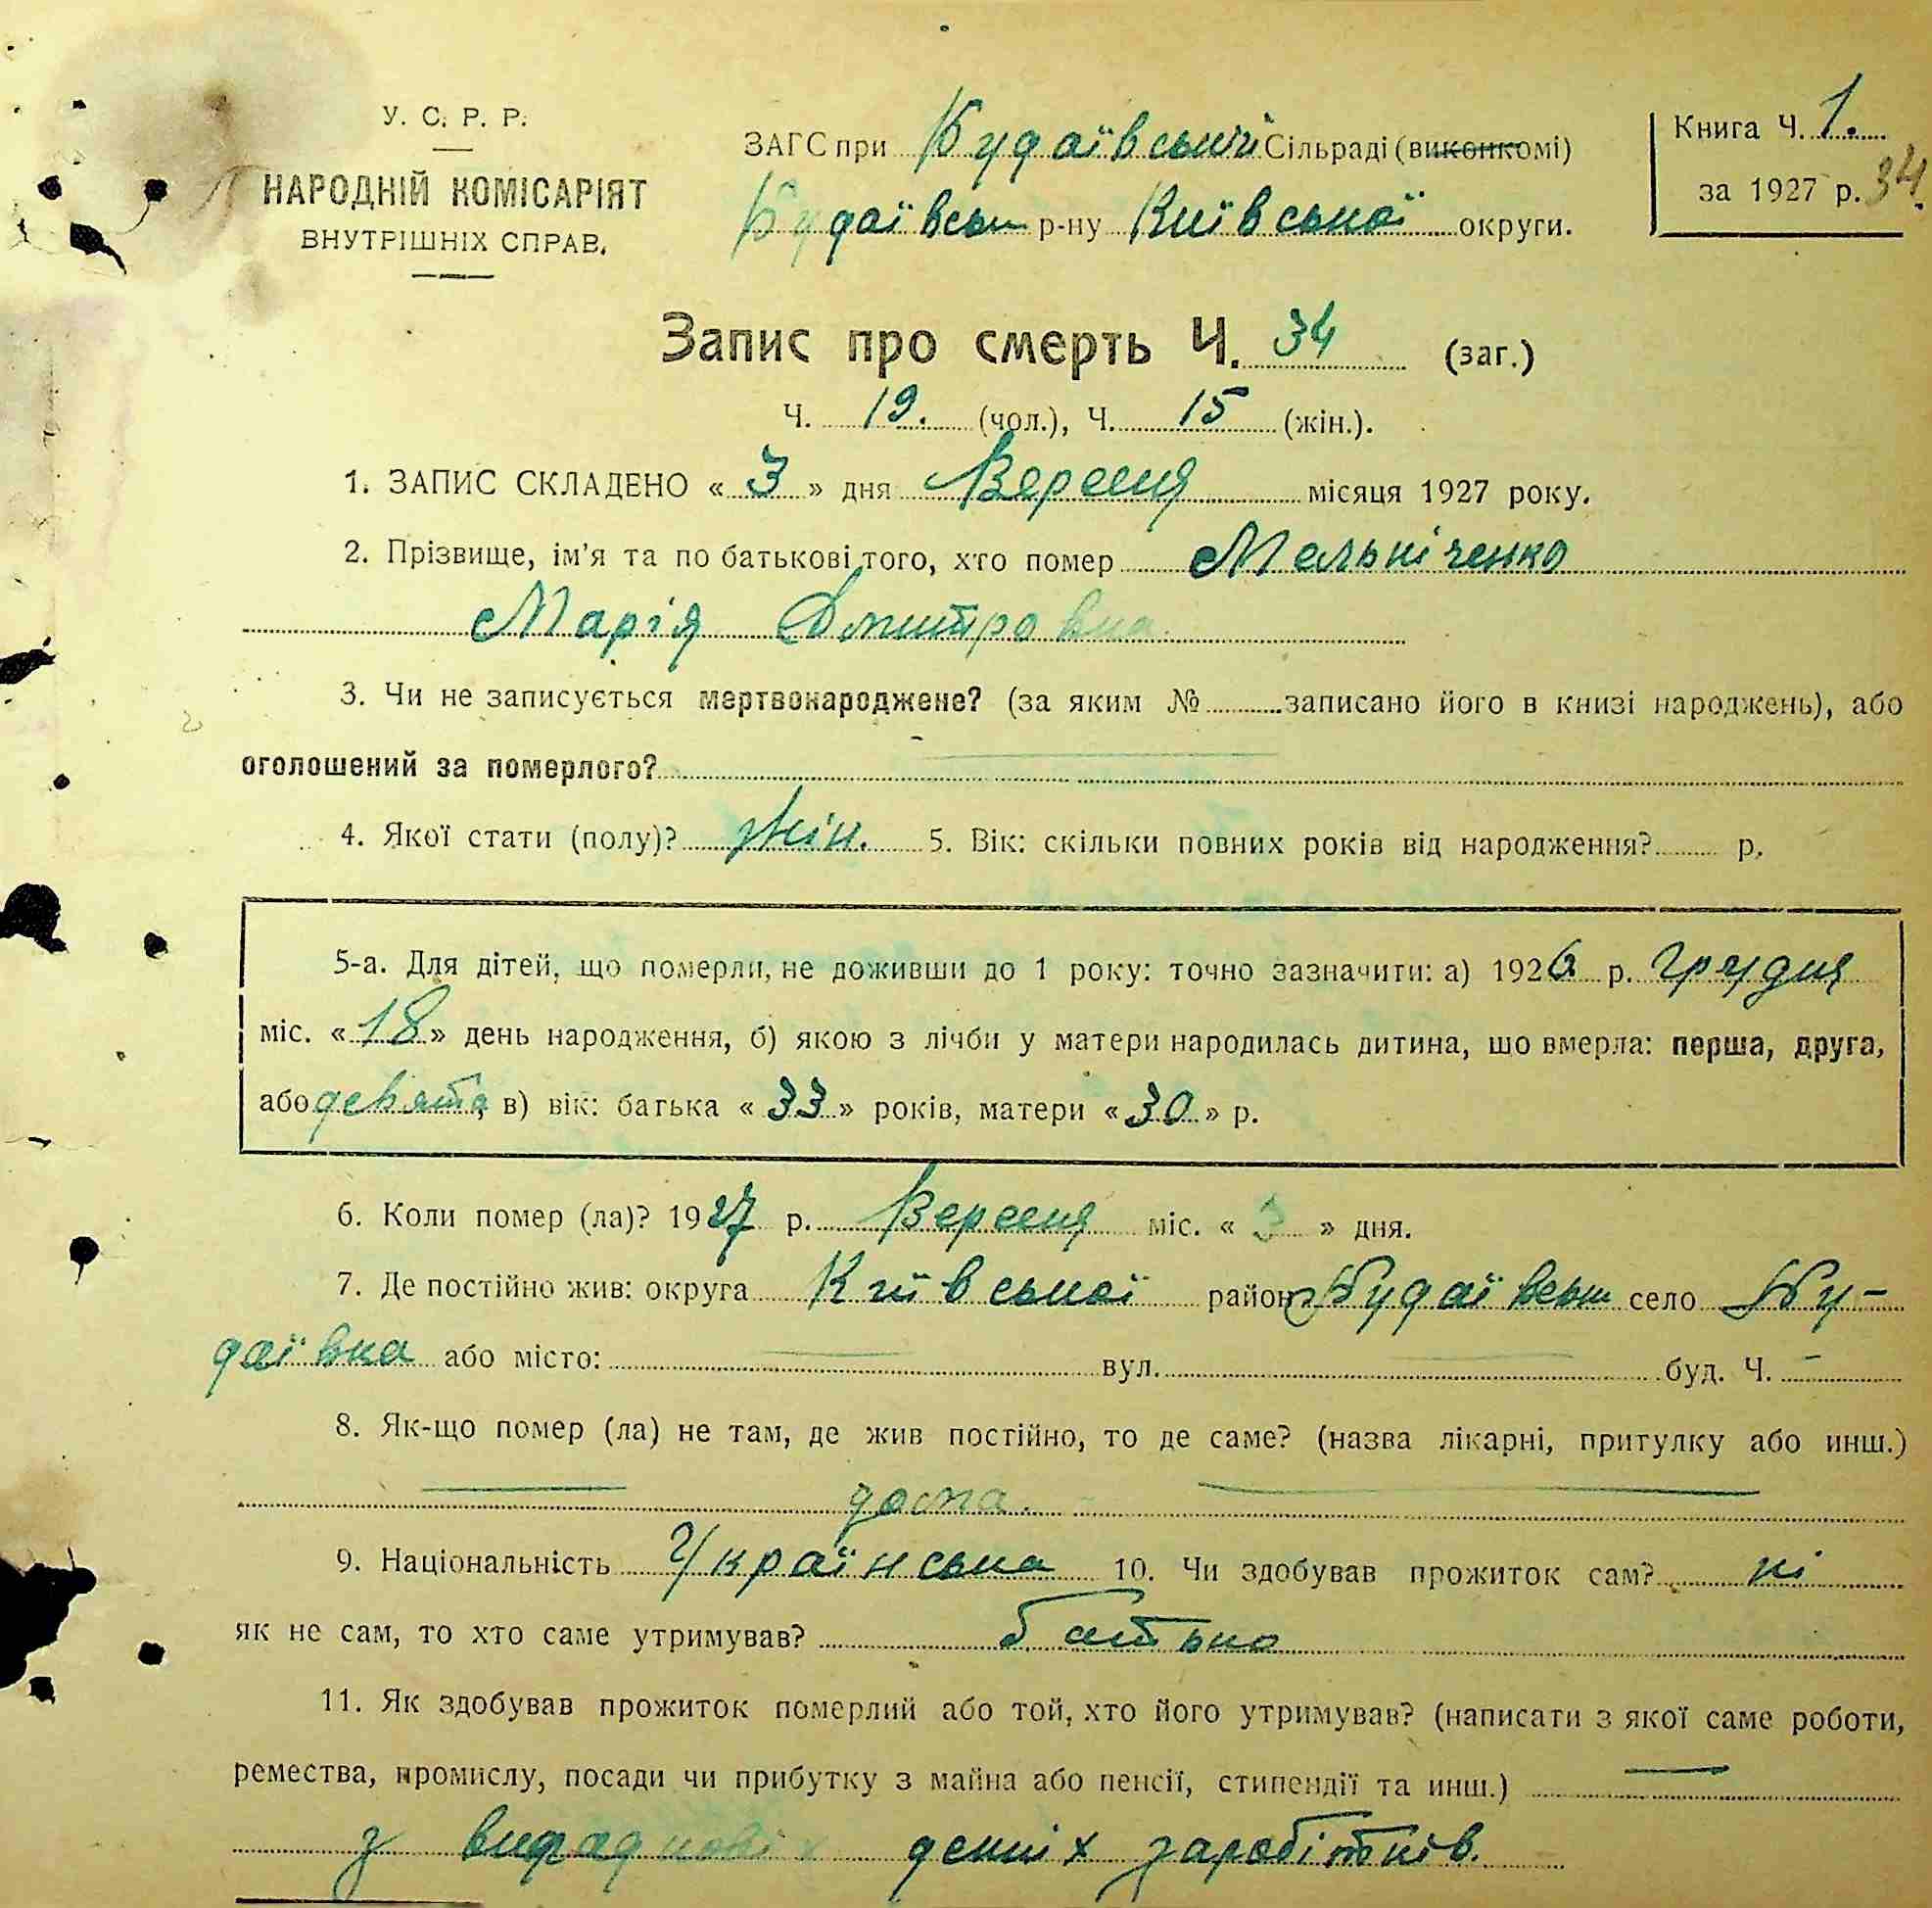 У. С. Р. Р.
НАРОДНІЙ КОМІСАРІЯТ
ВНУТРІШНІХ СПРАВ.
ЗАГС при Будаївській Сільраді (виконкомі)
Будаївськ р-ну Київської округи.
Книга Ч. 1.
за 1927 р. 34.
Запис про смерть Ч. 34 (заг.)
Ч. 19. (чол.), Ч. 15 (жін.).
1. ЗАПИС СКЛАДЕНО « 3 » дня Вересня місяця 1927 року.
2. Прізвище, ім'я та по батькові того, хто помер Мельніченко
Марія Дмитровна
3. Чи не записується мертвонароджене? (за яким № записано його в книзі народжень), або
оголошений за померлого?
4. Якої стати (полу)? жін. 5. Вік: скільки повних років від народження? р.
5-а. Для дітей, що померли, не доживши до 1 року: точно зазначити: а) 1926 р. Грудня
міс. «18» день народження, б) якою з лічби у матери народилась дитина, що вмерла: перша, друга,
або девята, в) вік: батька «33» років, матери «30» р.
6. Коли помер (ла)? 1927 р. Вересня міс. « 3 » дня.
7. Де постійно жив: округа Київської район Будаївськ село Бу-
даївка або місто: вул. буд. Ч. -
8. Як-що помер (ла) не там, де жив постійно, то де саме? (назва лікарні, притулку або инш.)
дома.
9. Національність Українська 10. Чи здобував прожиток сам? ні
як не сам, то хто саме утримував? батько
11. Як здобував прожиток померлий або той, хто його утримував? (написати з якої саме роботи,
ремества, промислу, посади чи прибутку з майна або пенсії, стипендії та инш.)
з денніх заробітків.